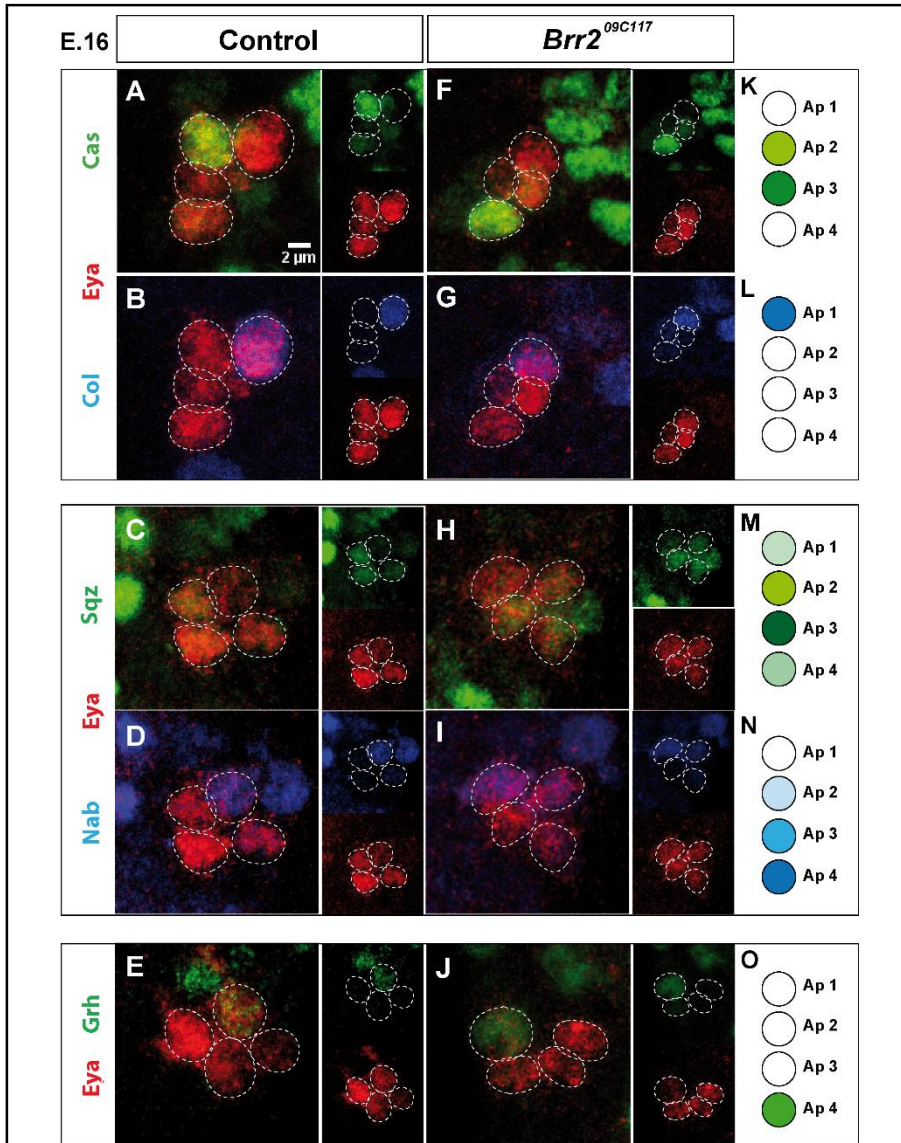 E.16 Control Brr2 09C117
Cas Eya Col
A
2 µm
F
K
Ap 1
Ap 2
Ap 3
Ap 4
B
G
L
Ap 1
Ap 2
Ap 3
Ap 4
Sqz Eya Nab
C
H
M
Ap 1
Ap 2
Ap 3
Ap 4
D
I
N
Ap 1
Ap 2
Ap 3
Ap 4
Grh
Eya
E
J
O
Ap 1
Ap 2
Ap 3
Ap 4